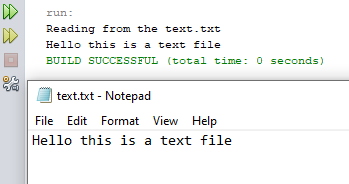 run:
Reading from the text.txt
Hello this is a text file
BUILD SUCCESSFUL (total time: 0 seconds)
text.txt - Notepad
File Edit Format View Help
Hello this is a text file